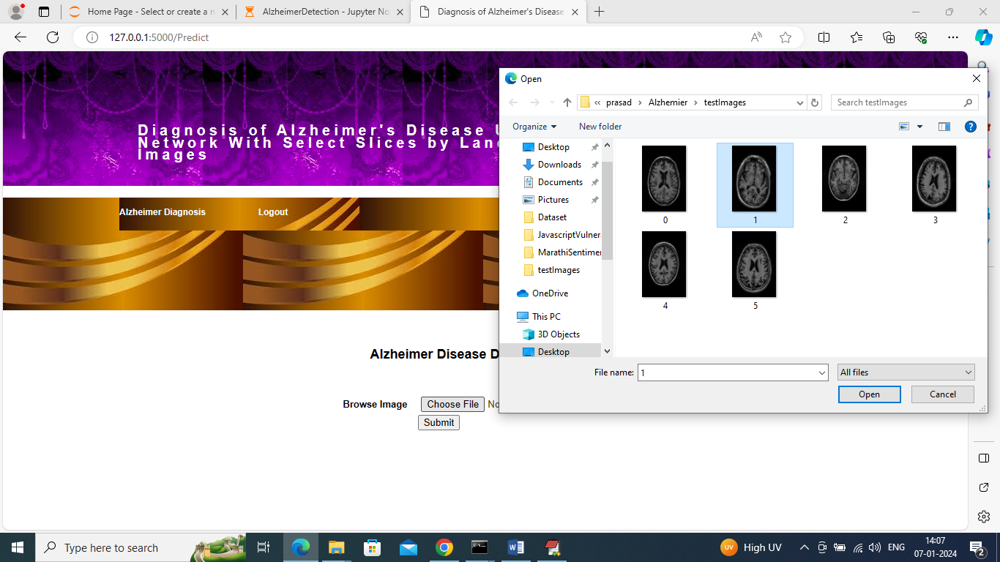 Home Page - Select or create a n
AlzheimerDetection - Jupyter No
Diagnosis of Alzheimer's Disease
127.0.0.1:5000/Predict
Diagnosis of Alzheimer's Disease U
Network With Select Slices by Land
Images
Alzheimer Diagnosis
Logout
Alzheimer Disease D
Browse Image
Choose File
No
Submit
Open
« prasad › Alzhemier › testImages
Search testImages
Organize
New folder
Desktop
Downloads
Documents
Pictures
Dataset
JavascriptVulnera
MarathiSentimen
testImages
OneDrive
This PC
3D Objects
Desktop
0
1
2
3
4
5
File name:
1
All files
Open
Cancel
Type here to search
UV
High UV
ENG
14:07
07-01-2024
2